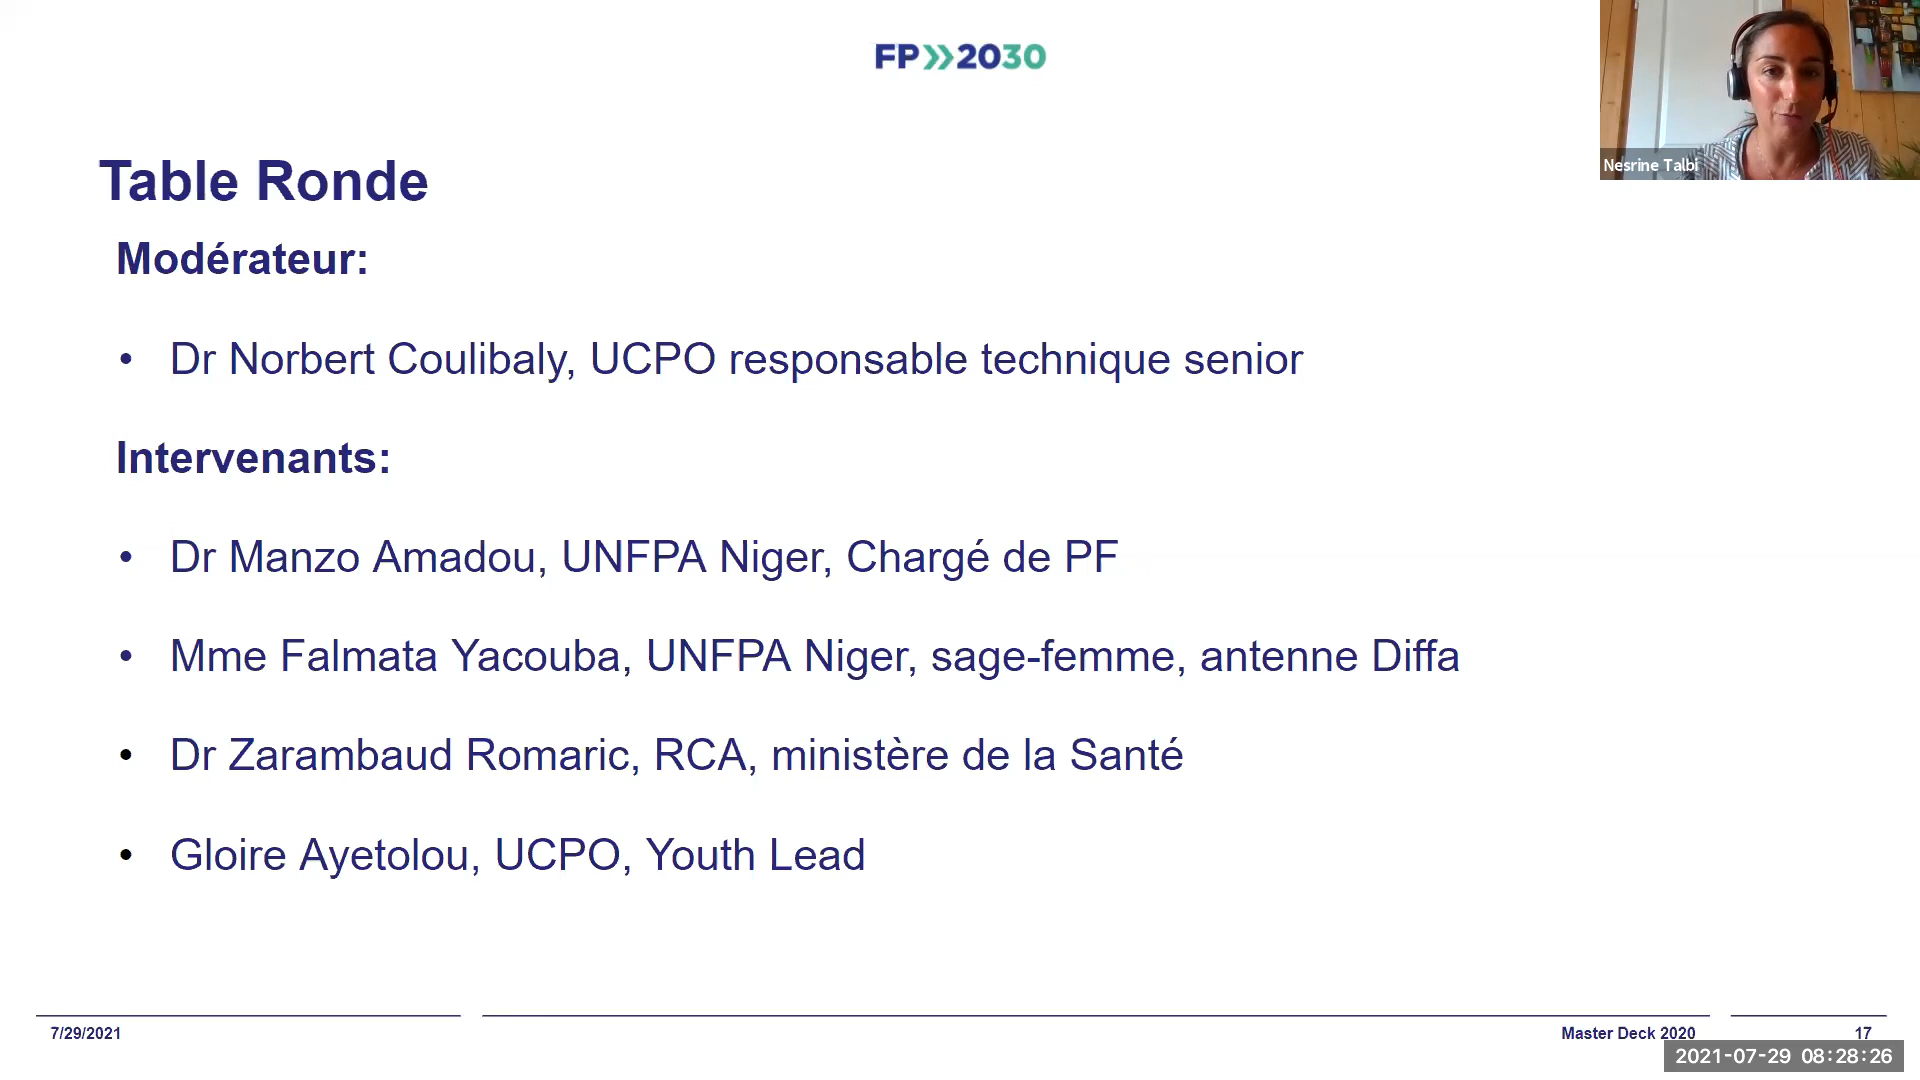 FP 2030
Nesrine Talbi
Table Ronde
Modérateur:
• Dr Norbert Coulibaly, UCPO responsable technique senior
Intervenants:
• Dr Manzo Amadou, UNFPA Niger, Chargé de PF
• Mme Falmata Yacouba, UNFPA Niger, sage-femme, antenne Diffa
• Dr Zarambaud Romaric, RCA, ministère de la Santé
• Gloire Ayetolou, UCPO, Youth Lead
7/29/2021
Master Deck 2020
17
2021-07-29 08:28:26